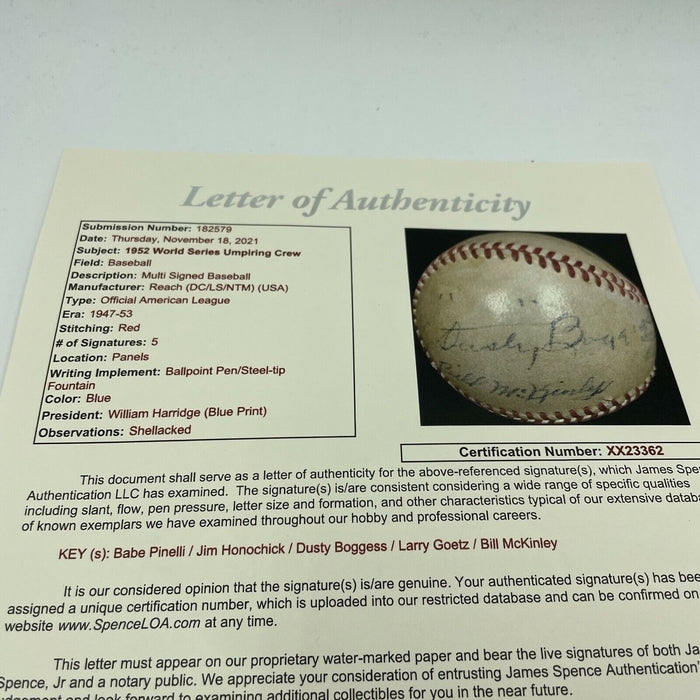 Letter of Authenticity
Submission Number: 182579
Date: Thursday, November 18, 2021
Subject: 1952 World Series Umpiring Crew
Field: Baseball
Description: Multi Signed Baseball
Manufacturer: Reach (DC/LS/NTM) (USA)
Type: Official American League
Era: 1947-53
Stitching: Red
# of Signatures: 5
Location: Panels
Writing Implement: Ballpoint Pen/Steel-tip
Fountain
Color: Blue
President: William Harridge (Blue Print)
Observations: Shellacked
"Dusty" Boggess
Bill McKinley
Certification Number: XX23362
This document shall serve as a letter of authenticity for the above-referenced signature(s), which James Spe
Authentication LLC has examined. The signature(s) is/are consistent considering a wide range of specific qualities
including slant, flow, pen pressure, letter size and formation, and other characteristics typical of our extensive datab
of known exemplars we have examined throughout our hobby and professional careers.
KEY (s): Babe Pinelli / Jim Honochick / Dusty Boggess / Larry Goetz / Bill McKinley
It is our considered opinion that the signature(s) is/are genuine. Your authenticated signature(s) has bee
assigned a unique certification number, which is uploaded into our restricted database and can be confirmed on
website www.SpenceLOA.com at any time.
This letter must appear on our proprietary water-marked paper and bear the live signatures of both Ja
Spence, Jr and a notary public. We appreciate your consideration of entrusting James Spence Authentication'
judgement and look forward to examining additional collectibles for you in the near future.